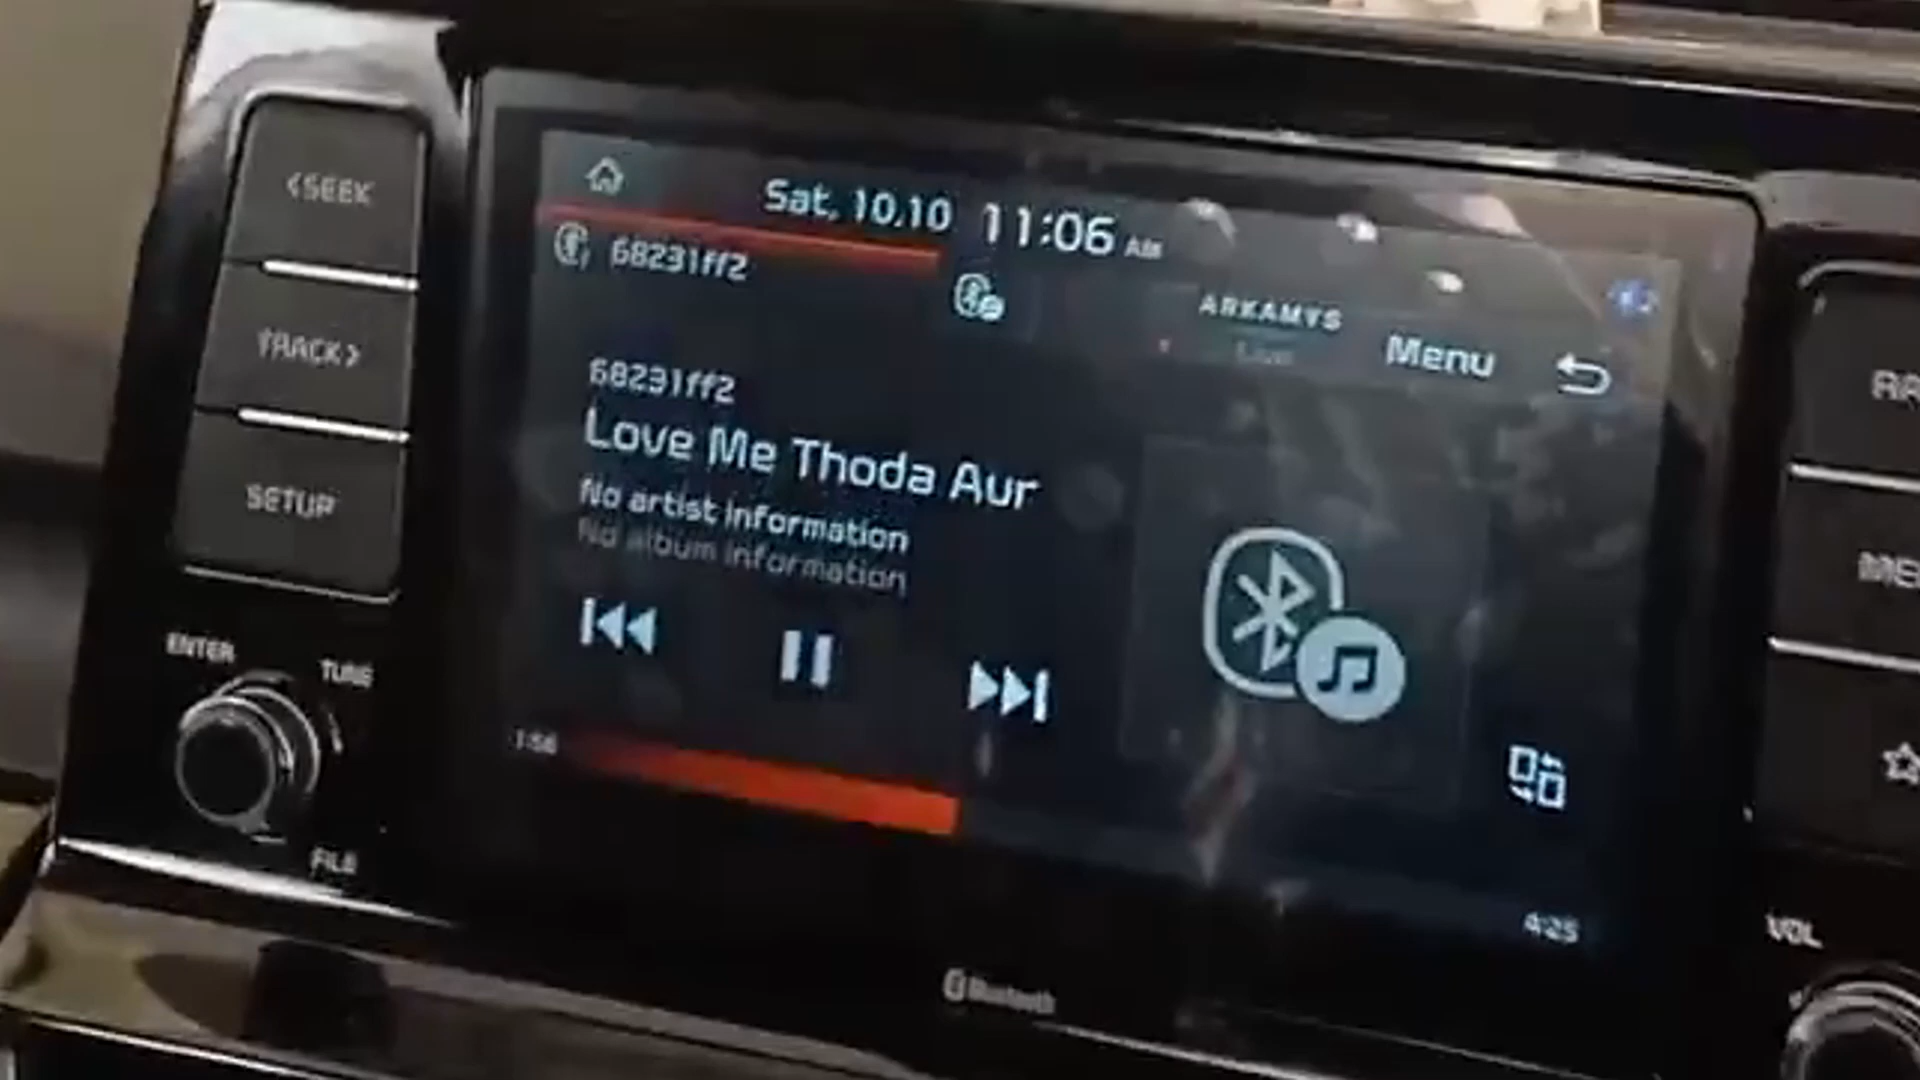 <SEEK
TRACK>
SETUP
ENTER
TUNE
FILE
Sat, 10.10 11:06 AM
68231ff2
ARKAMYS
Live
Menu
68231ff2
Love Me Thoda Aur
No artist information
No album information
1:56
4:25
Bluetooth
VOL